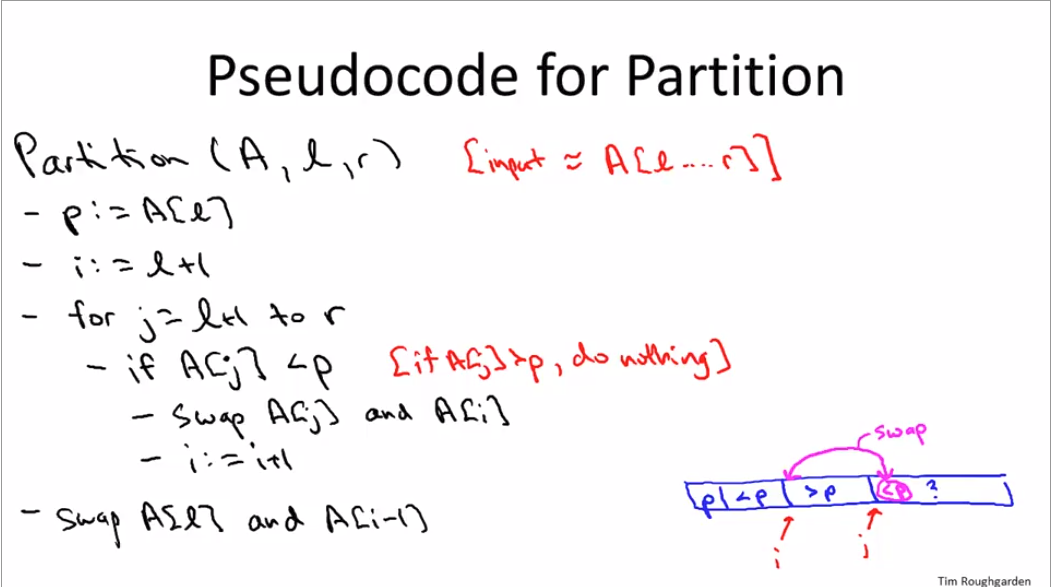 Pseudocode for Partition
Partition (A, l, r) [input ≈ A[l .... r]]
- p := A[l]
- i := l+1
- for j = l+1 to r
- if A[j] < p [if A[j] > p, do nothing]
- swap A[j] and A[i]
- i := i+1
- swap A[l] and A[i-1]
swap
p <p >p <p ?
i j
Tim Roughgarden